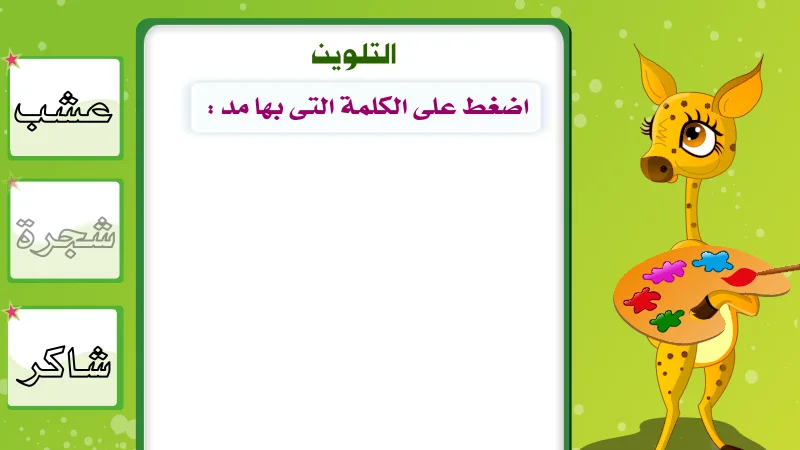 التلوين
اضغط على الكلمة التى بها مد :
عشب
شجرة
شاكر